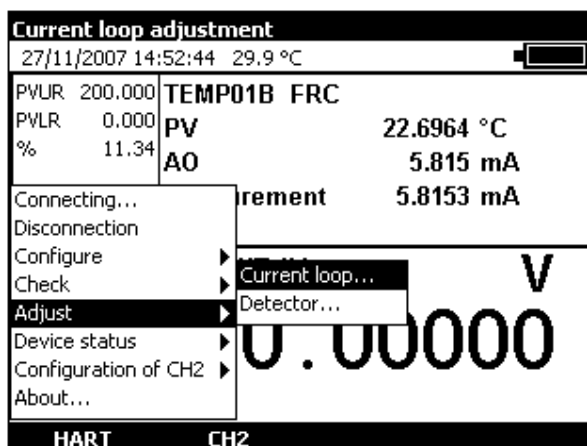 Current loop adjustment
27/11/2007 14:52:44 29.9 °C
PVUR 200.000
PVLR 0.000
% 11.34
TEMP01B FRC
PV 22.6964 °C
AO 5.815 mA
urement 5.8153 mA
Connecting...
Disconnection
Configure
Check
Adjust
Device status
Configuration of CH2
About...
Current loop...
Detector...
V
0.00000
HART CH2